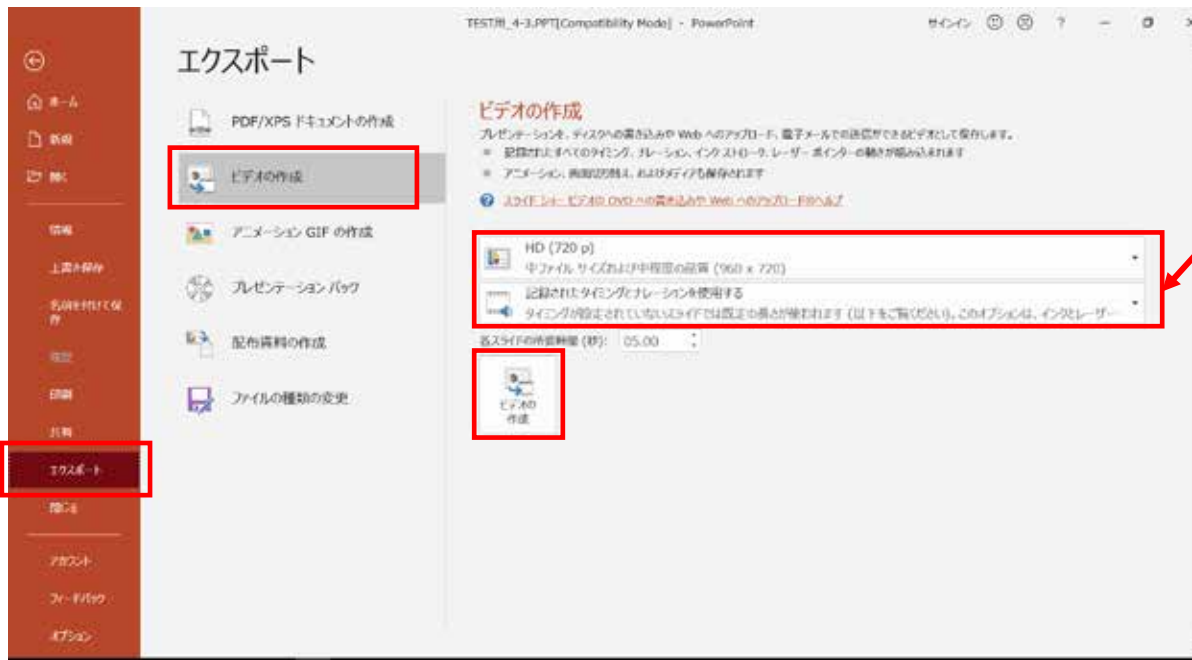 TEST用_4-3.PPT[Compatibility Mode] - PowerPoint
サインイン
?
エクスポート
ホーム
新規
開く
情報
上書き保存
名前を付けて保
存
印刷
共有
エクスポート
閉じる
アカウント
フィードバック
オプション
PDF/XPS ドキュメントの作成
ビデオの作成
アニメーション GIF の作成
プレゼンテーション パック
配布資料の作成
ファイルの種類の変更
ビデオの作成
プレゼンテーションを、ディスクへの書き込みや Web へのアップロード、電子メールでの送信ができるビデオとして保存します。
記録されたすべてのタイミング、ナレーション、インク ストローク、レーザー ポインターの動きが組み込まれます
アニメーション、画面切り替え、およびメディアも保存されます
スライド ショー ビデオの DVD への書き込みや Web へのアップロードのヘルプ
HD (720 p)
中ファイル サイズおよび中程度の品質 (960 x 720)
記録されたタイミングとナレーションを使用する
タイミングが設定されていないスライドでは既定の長さが使われます (以下をご覧ください)。このオプションは、インクとレーザー
各スライドの所要時間 (秒): 05.00
ビデオの
作成